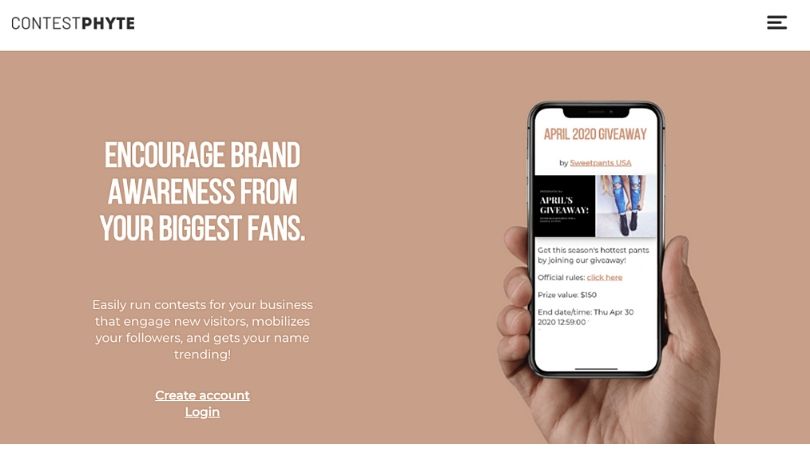 CONTESTPHYTE
ENCOURAGE BRAND
AWARENESS FROM
YOUR BIGGEST FANS.
Easily run contests for your business
that engage new visitors, mobilizes
your followers, and gets your name
trending!
Create account
Login
APRIL 2020 GIVEAWAY
by Sweetpants USA
APRIL'S
GIVEAWAY!
Get this season's hottest pants
by joining our giveaway!
Official rules: click here
Prize value: $150
End date/time: Thu Apr 30
2020 12:59:00